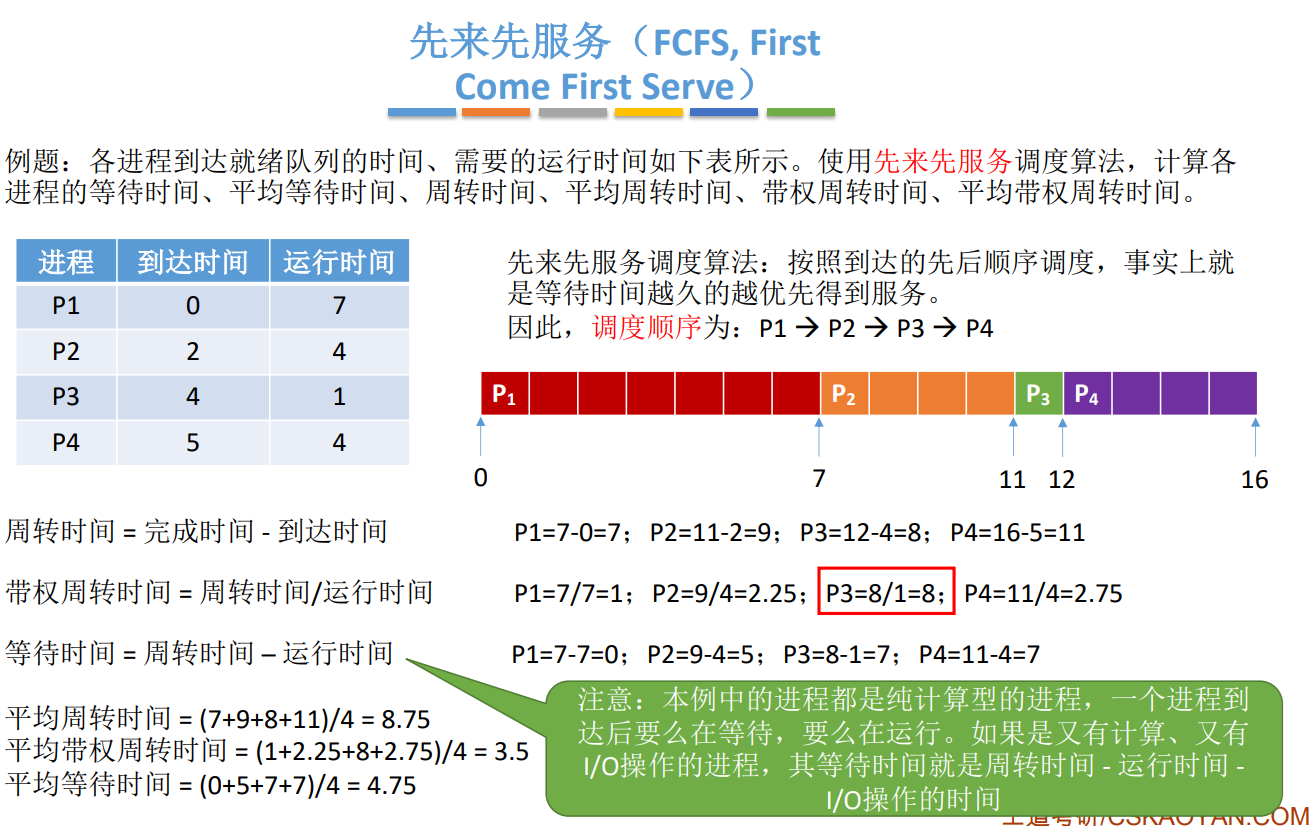 先来先服务（FCFS, First
Come First Serve）
例题：各进程到达就绪队列的时间、需要的运行时间如下表所示。使用先来先服务调度算法，计算各
进程的等待时间、平均等待时间、周转时间、平均周转时间、带权周转时间、平均带权周转时间。
进程 到达时间 运行时间
P1 0 7
P2 2 4
P3 4 1
P4 5 4
先来先服务调度算法：按照到达的先后顺序调度，事实上就
是等待时间越久的越优先得到服务。
因此，调度顺序为：P1 → P2 → P3 → P4
P1 P2 P3 P4
0 7 11 12 16
周转时间 = 完成时间 - 到达时间
P1=7-0=7；P2=11-2=9；P3=12-4=8；P4=16-5=11
带权周转时间 = 周转时间/运行时间
P1=7/7=1；P2=9/4=2.25；P3=8/1=8；P4=11/4=2.75
等待时间 = 周转时间 – 运行时间
P1=7-7=0；P2=9-4=5；P3=8-1=7；P4=11-4=7
平均周转时间 = (7+9+8+11)/4 = 8.75
平均带权周转时间 = (1+2.25+8+2.75)/4 = 3.5
平均等待时间 = (0+5+7+7)/4 = 4.75
注意：本例中的进程都是纯计算型的进程，一个进程到
达后要么在等待，要么在运行。如果是又有计算、又有
I/O操作的进程，其等待时间就是周转时间 - 运行时间 -
I/O操作的时间
王道考研/CSKAOYAN.COM